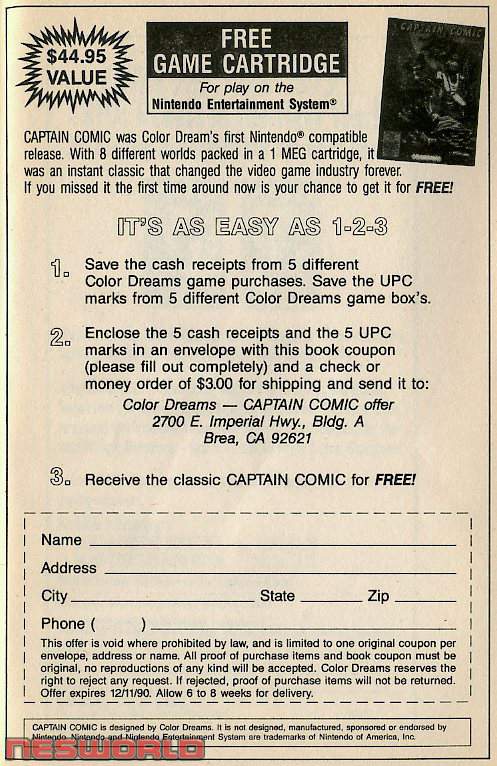 $44.95
VALUE
FREE
GAME CARTRIDGE
For play on the
Nintendo Entertainment System®
CAPTAIN COMIC
CAPTAIN COMIC was Color Dream's first Nintendo® compatible
release. With 8 different worlds packed in a 1 MEG cartridge, it
was an instant classic that changed the video game industry forever.
If you missed it the first time around now is your chance to get it for FREE!
IT'S AS EASY AS 1-2-3
1. Save the cash receipts from 5 different
Color Dreams game purchases. Save the UPC
marks from 5 different Color Dreams game box's.
2. Enclose the 5 cash receipts and the 5 UPC
marks in an envelope with this book coupon
(please fill out completely) and a check or
money order of $3.00 for shipping and send it to:
Color Dreams — CAPTAIN COMIC offer
2700 E. Imperial Hwy., Bldg. A
Brea, CA 92621
3. Receive the classic CAPTAIN COMIC for FREE!
Name
Address
City State Zip
Phone ( )
This offer is void where prohibited by law, and is limited to one original coupon per
envelope, address or name. All proof of purchase items and book coupon must be
original, no reproductions of any kind will be accepted. Color Dreams reserves the
right to reject any request. If rejected, proof of purchase items will not be returned.
Offer expires 12/11/90. Allow 6 to 8 weeks for delivery.
CAPTAIN COMIC is designed by Color Dreams. It is not designed, manufactured, sponsored or endorsed by
Nintendo. Nintendo and Nintendo Entertainment System are trademarks of Nintendo of America, Inc.
NESWORLD